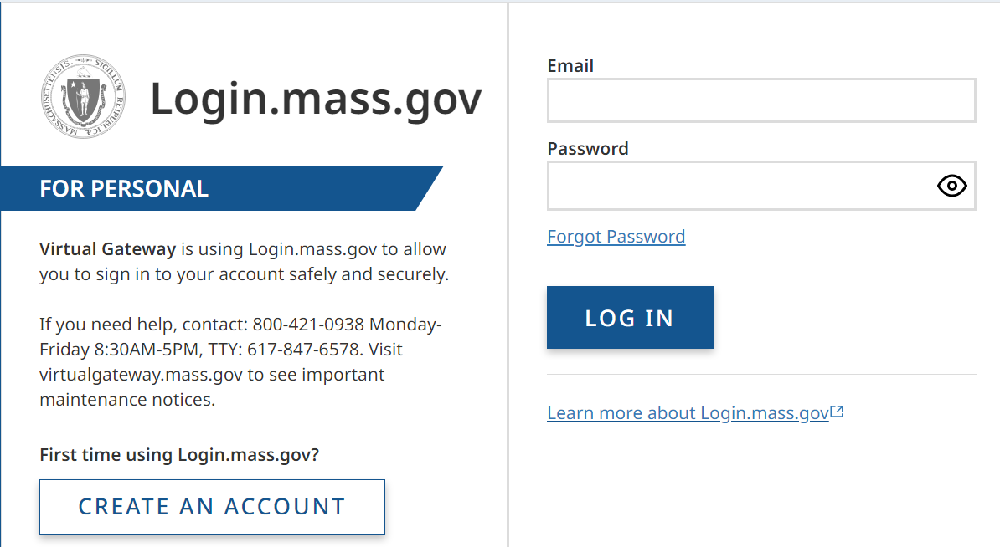 MASSACHUSETTENSIS. SIGILLUM REIPUBLICÆ
Login.mass.gov
FOR PERSONAL
Virtual Gateway is using Login.mass.gov to allow
you to sign in to your account safely and securely.
If you need help, contact: 800-421-0938 Monday-
Friday 8:30AM-5PM, TTY: 617-847-6578. Visit
virtualgateway.mass.gov to see important
maintenance notices.
First time using Login.mass.gov?
CREATE AN ACCOUNT
Email
Password
Forgot Password
LOG IN
Learn more about Login.mass.gov